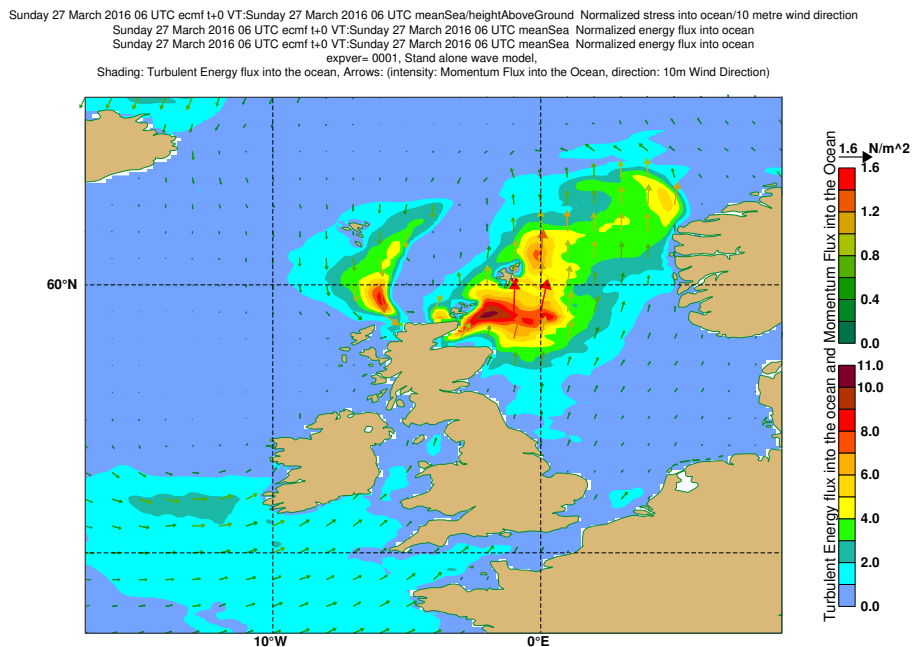 Sunday 27 March 2016 06 UTC ecmf t+0 VT:Sunday 27 March 2016 06 UTC meanSea/heightAboveGround Normalized stress into ocean/10 metre wind direction
Sunday 27 March 2016 06 UTC ecmf t+0 VT:Sunday 27 March 2016 06 UTC meanSea Normalized energy flux into ocean
Sunday 27 March 2016 06 UTC ecmf t+0 VT:Sunday 27 March 2016 06 UTC meanSea Normalized energy flux into ocean
expver= 0001, Stand alone wave model,
Shading: Turbulent Energy flux into the ocean, Arrows: (intensity: Momentum Flux into the Ocean, direction: 10m Wind Direction)
60°N
10°W
0°E
Turbulent Energy flux into the ocean and Momentum Flux into the Ocean
1.6 N/m^2
1.6
1.2
0.8
0.4
0.0
11.0
10.0
8.0
6.0
4.0
2.0
0.0